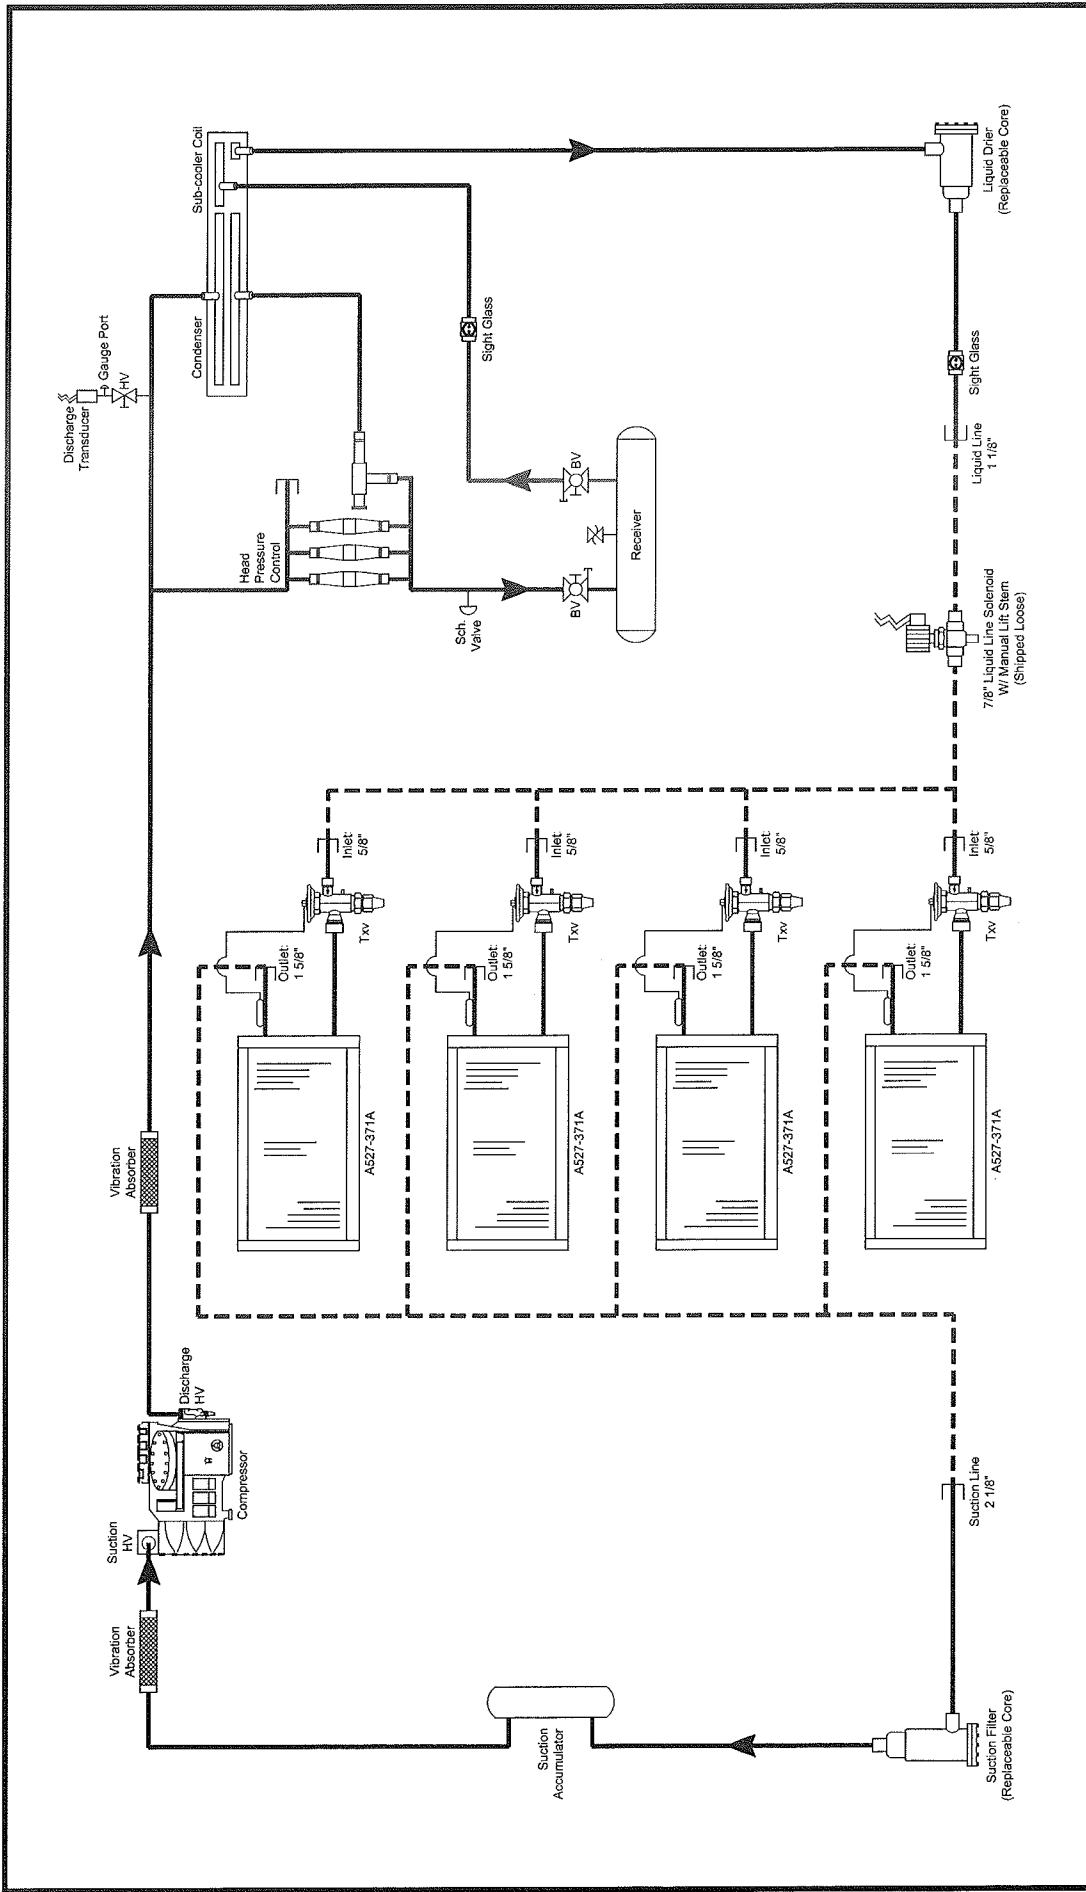 Discharge
Transducer
Gauge Port
HV
Condenser
Sub-cooler Coil
Head
Pressure
Control
Sch.
Valve
BV
BV
Receiver
Sight Glass
Liquid Drier
(Replaceable Core)
Sight Glass
Liquid Line
1 1/8"
7/8" Liquid Line Solenoid
W/ Manual Lift Stem
(Shipped Loose)
Inlet:
5/8"
Txv
Outlet:
1 5/8"
A527-371A
Inlet:
5/8"
Txv
Outlet:
1 5/8"
A527-371A
Inlet:
5/8"
Txv
Outlet:
1 5/8"
A527-371A
Inlet:
5/8"
Txv
Outlet:
1 5/8"
A527-371A
Vibration
Absorber
Discharge
HV
Compressor
Suction
HV
Vibration
Absorber
Suction
Accumulator
Suction Line
2 1/8"
Suction Filter
(Replaceable Core)